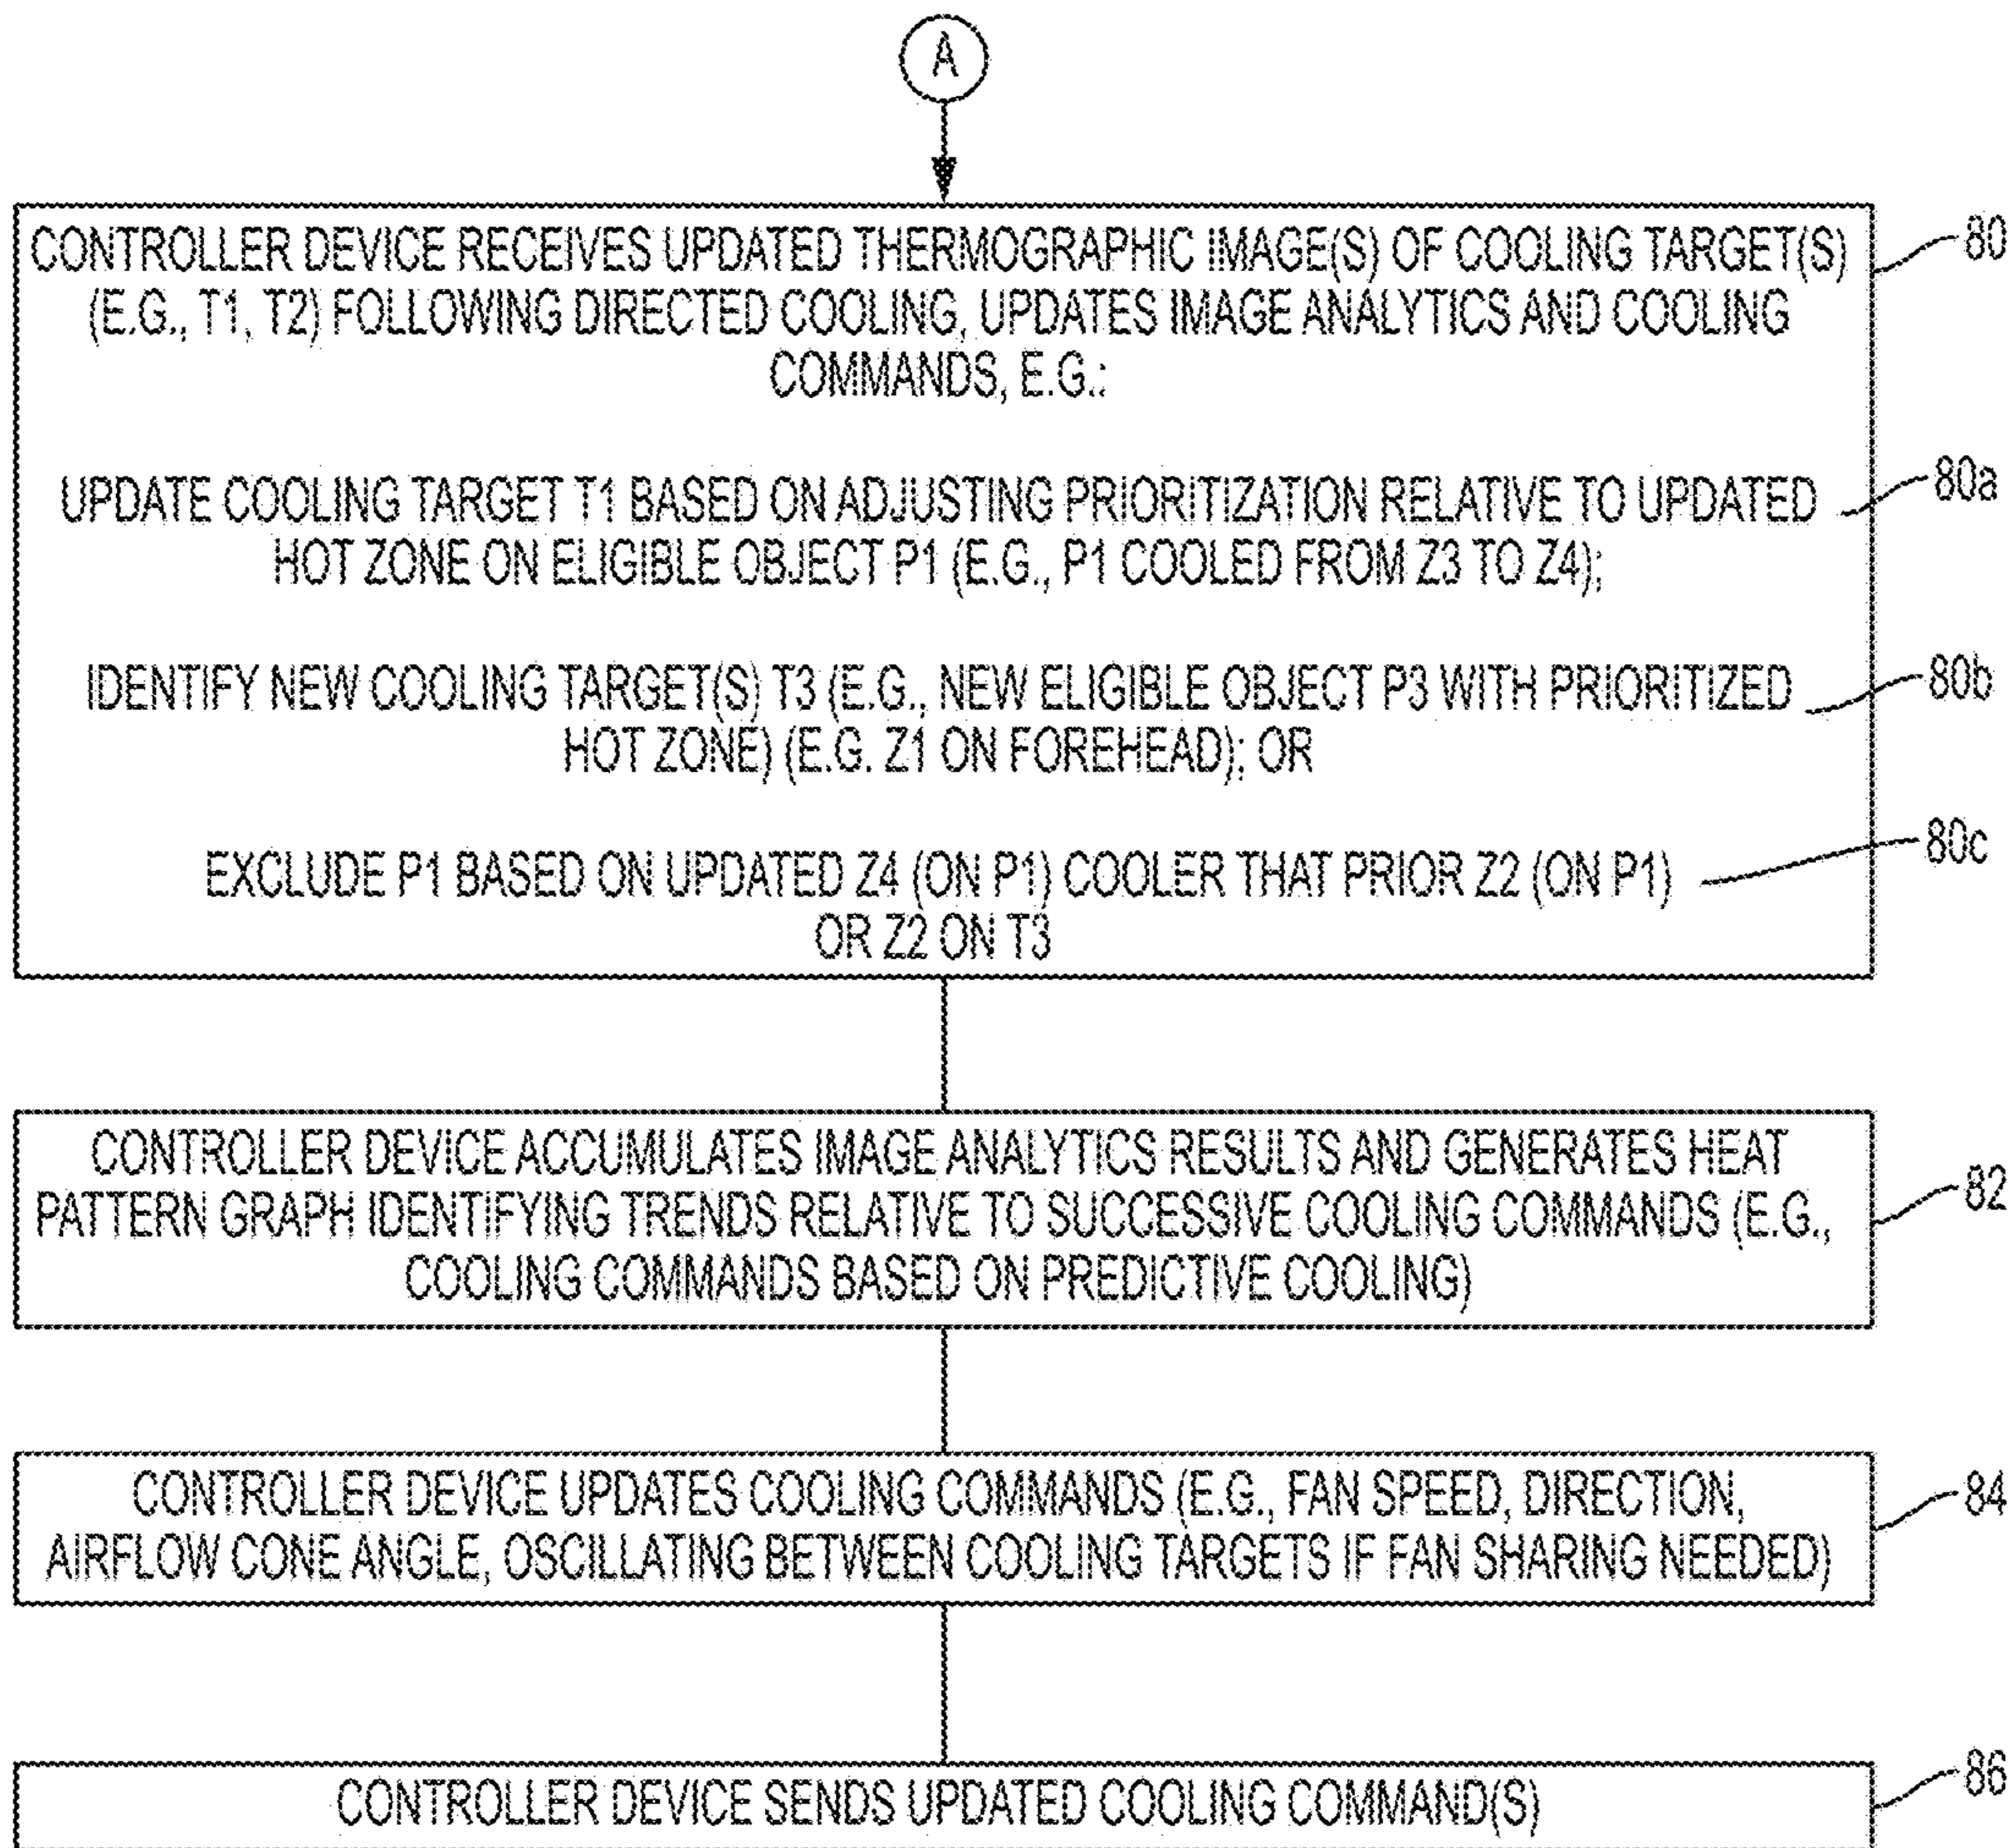 A
CONTROLLER DEVICE RECEIVES UPDATED THERMOGRAPHIC IMAGE(S) OF COOLING TARGET(S)
(E.G., T1, T2) FOLLOWING DIRECTED COOLING, UPDATES IMAGE ANALYTICS AND COOLING
COMMANDS, E.G.:
80
UPDATE COOLING TARGET T1 BASED ON ADJUSTING PRIORITIZATION RELATIVE TO UPDATED
HOT ZONE ON ELIGIBLE OBJECT P1 (E.G., P1 COOLED FROM Z3 TO Z4);
80a
IDENTIFY NEW COOLING TARGET(S) T3 (E.G., NEW ELIGIBLE OBJECT P3 WITH PRIORITIZED
HOT ZONE) (E.G. Z1 ON FOREHEAD); OR
80b
EXCLUDE P1 BASED ON UPDATED Z4 (ON P1) COOLER THAT PRIOR Z2 (ON P1)
OR Z2 ON T3
80c
CONTROLLER DEVICE ACCUMULATES IMAGE ANALYTICS RESULTS AND GENERATES HEAT
PATTERN GRAPH IDENTIFYING TRENDS RELATIVE TO SUCCESSIVE COOLING COMMANDS (E.G.,
COOLING COMMANDS BASED ON PREDICTIVE COOLING)
82
CONTROLLER DEVICE UPDATES COOLING COMMANDS (E.G., FAN SPEED, DIRECTION,
AIRFLOW CONE ANGLE, OSCILLATING BETWEEN COOLING TARGETS IF FAN SHARING NEEDED)
84
CONTROLLER DEVICE SENDS UPDATED COOLING COMMAND(S)
86